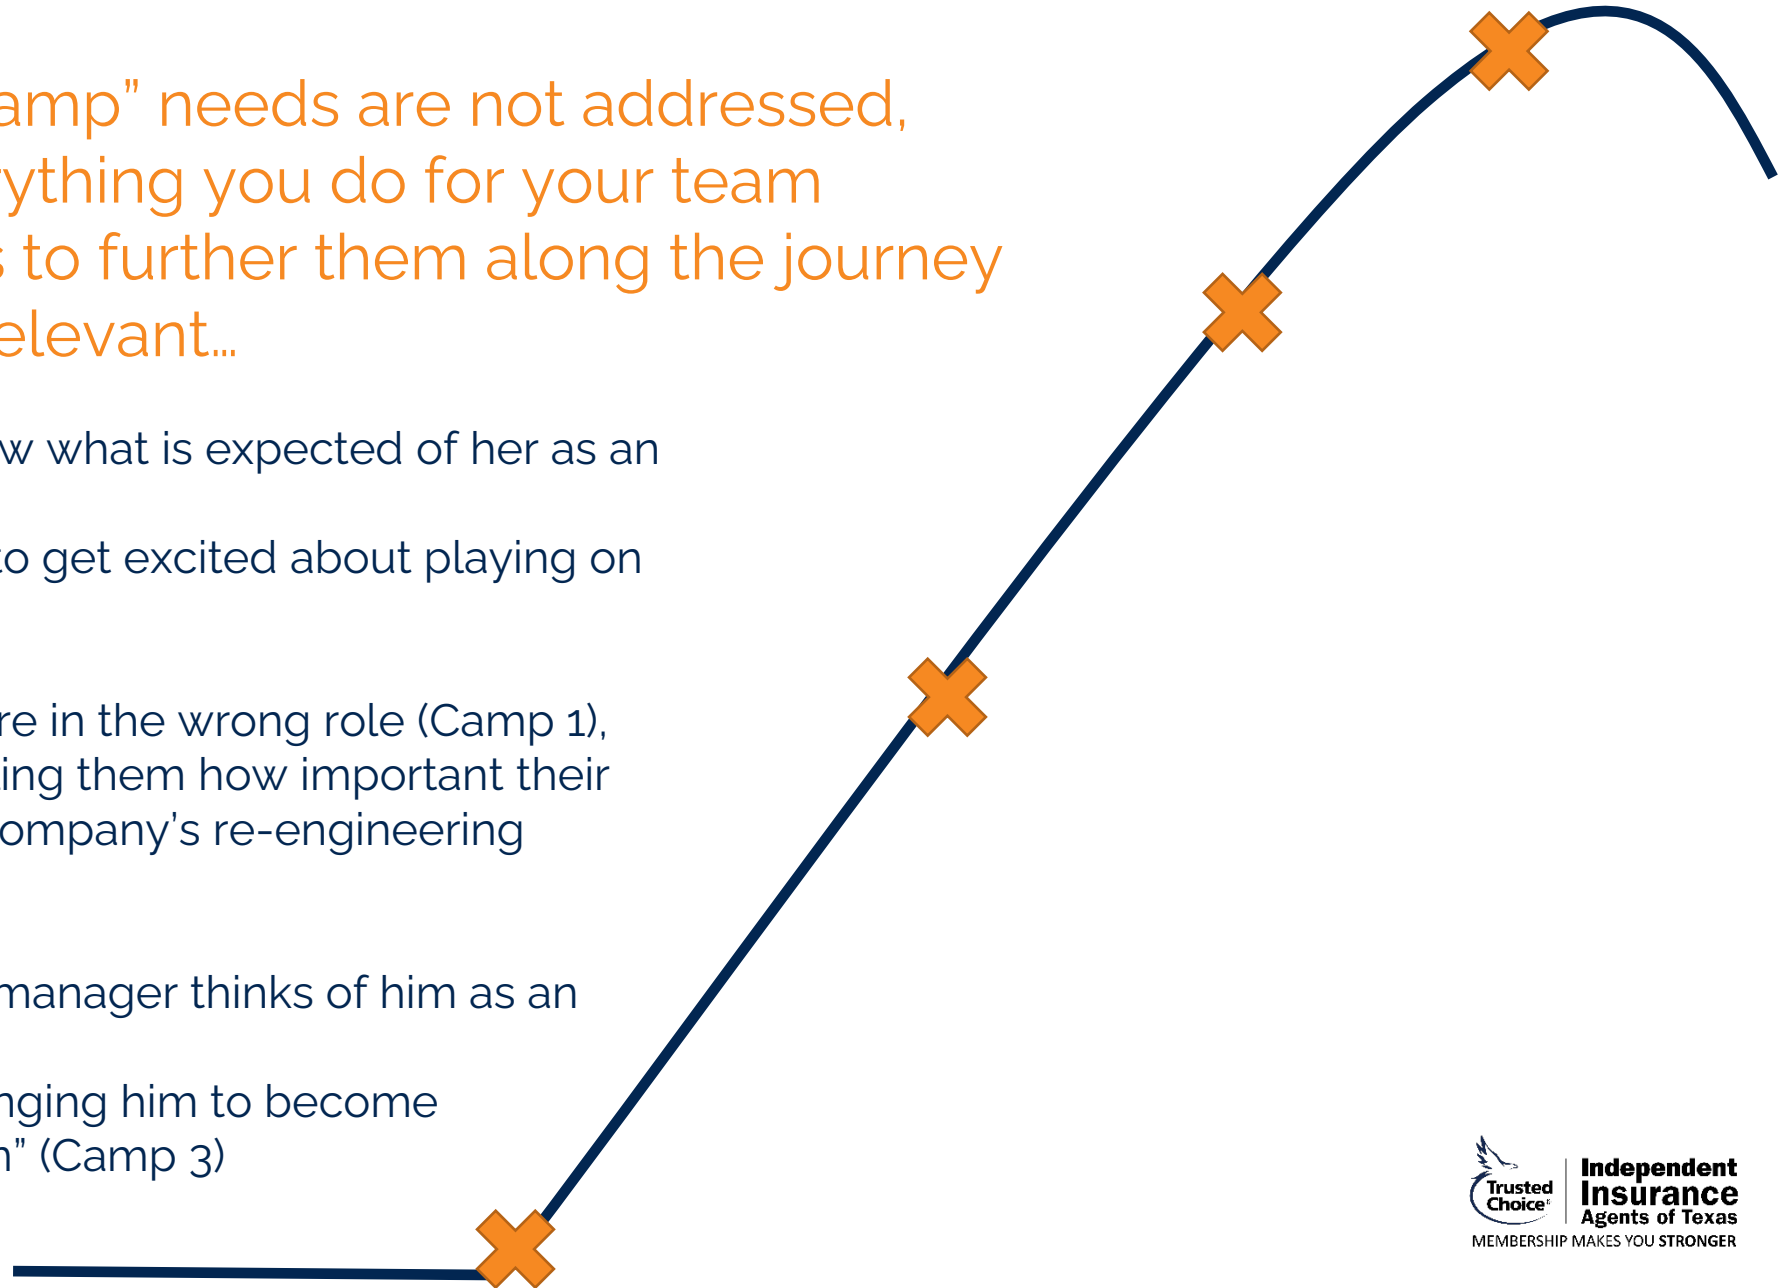 amp” needs are not addressed,
rything you do for your team
s to further them along the journey
elevant…
w what is expected of her as an
to get excited about playing on
re in the wrong role (Camp 1),
ting them how important their
ompany’s re-engineering
manager thinks of him as an
nging him to become
n” (Camp 3)
Trusted
Choice®
Independent
Insurance
Agents of Texas
MEMBERSHIP MAKES YOU STRONGER